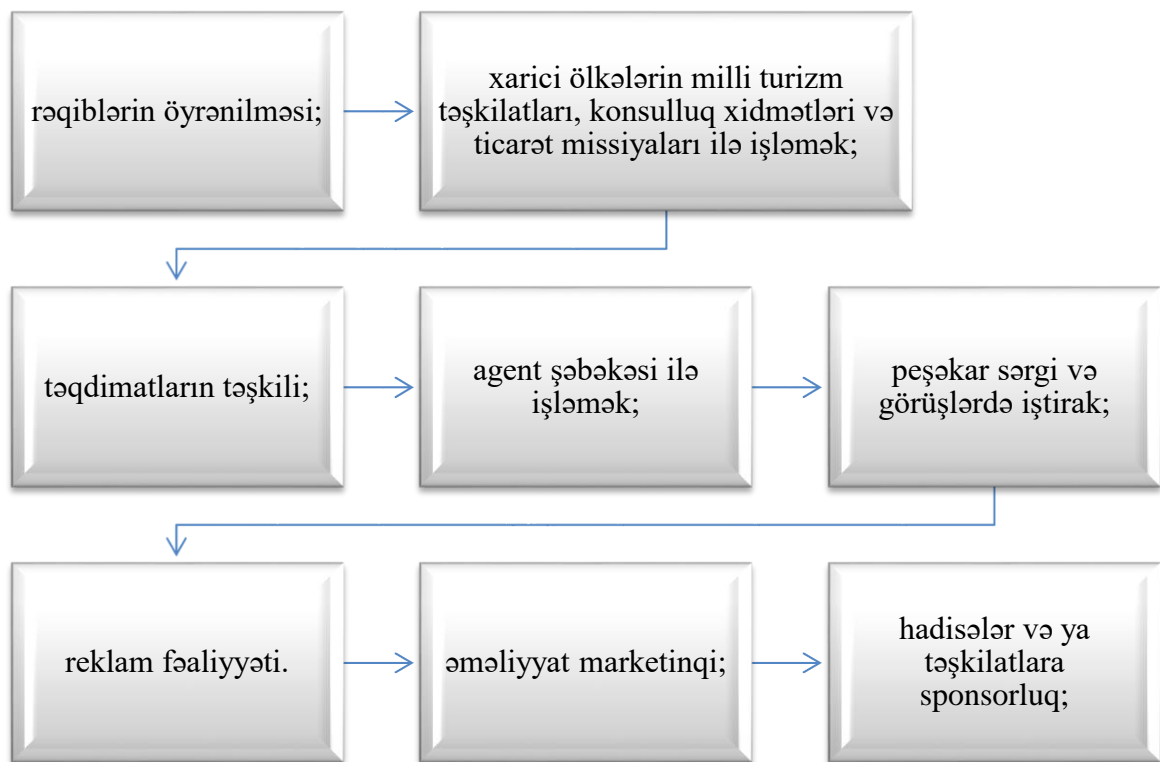 rəqiblərin öyrənilməsi;
xarici ölkələrin milli turizm
təşkilatları, konsulluq xidmətləri və
ticarət missiyaları ilə işləmək;
təqdimatların təşkili;
agent şəbəkəsi ilə
işləmək;
peşəkar sərgi və
görüşlərdə iştirak;
reklam fəaliyyəti.
əməliyyat marketinqi;
hadisələr və ya
təşkilatlara
sponsorluq;